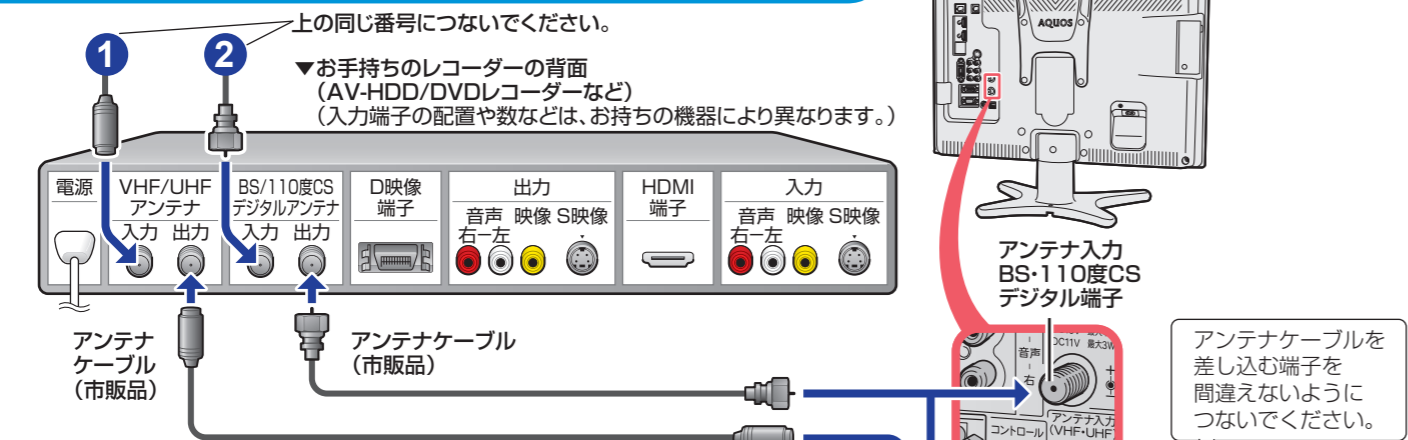 上の同じ番号につないでください。
1
2
▼お手持ちのレコーダーの背面
（AV-HDD/DVDレコーダーなど）
（入力端子の配置や数などは、お持ちの機器により異なります。）
電源
VHF/UHF
アンテナ
入力 出力
BS/110度CS
デジタルアンテナ
入力 出力
D映像
端子
出力
音声 映像 S映像
右ー左
HDMI
端子
入力
音声 映像 S映像
右ー左
アンテナ
ケーブル
（市販品）
アンテナケーブル
（市販品）
AQUOS
アンテナ入力
BS・110度CS
デジタル端子
DC11V 最大3W
音声
右
アンテナ入力
(VHF・UHF)
コントロール
アンテナケーブルを
差し込む端子を
間違えないように
つないでください。